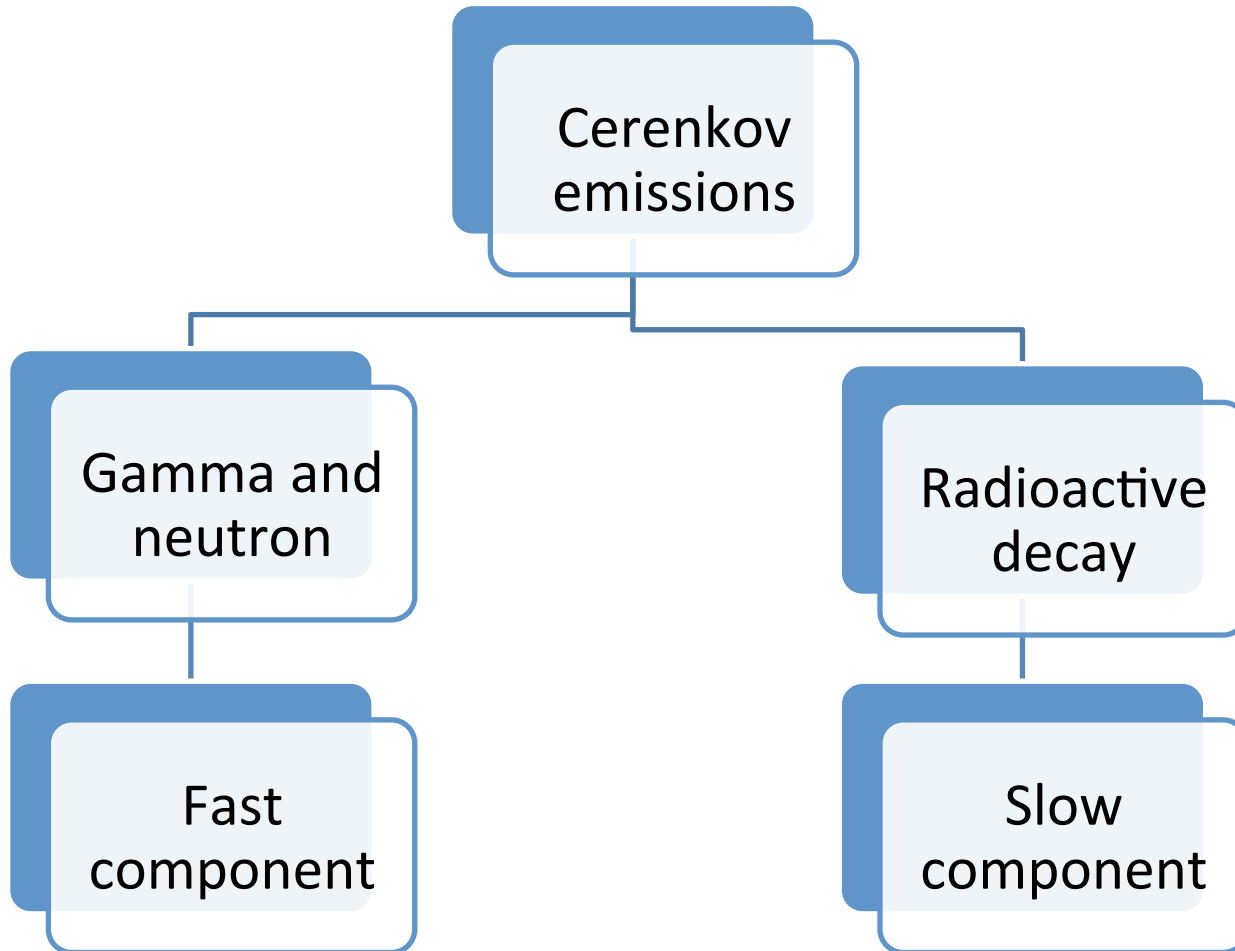 Cerenkov
emissions
Gamma and
neutron
Radioactive
decay
Fast
component
Slow
component